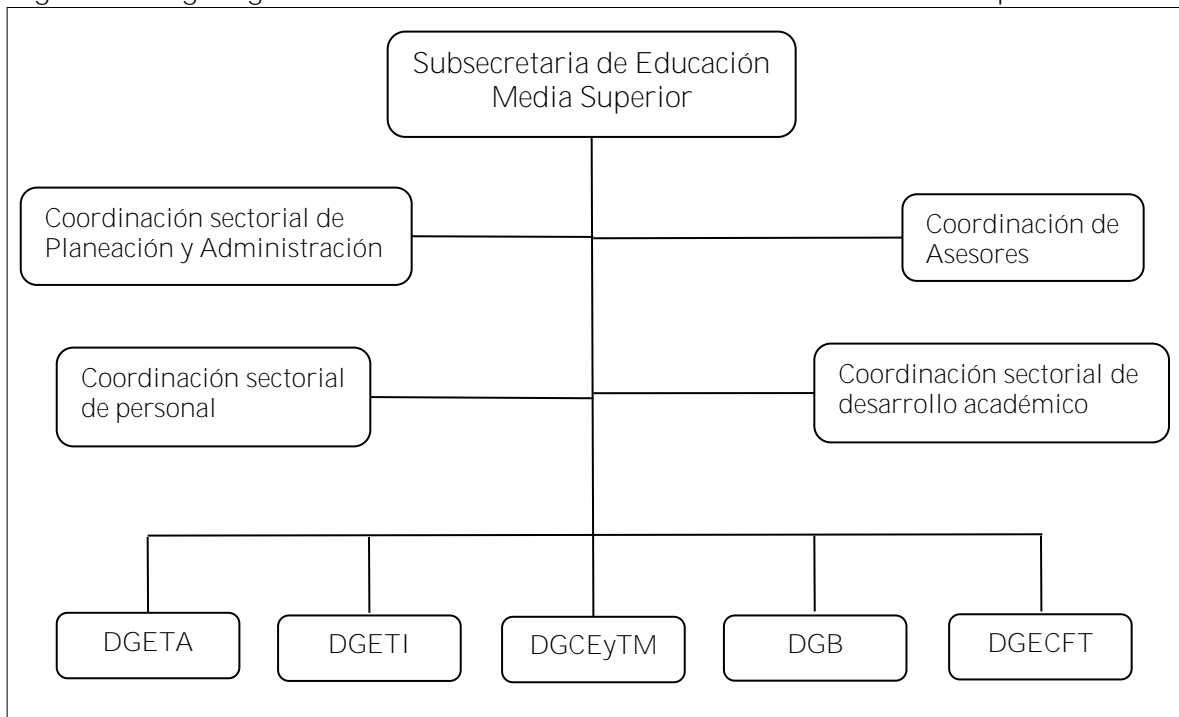 Subsecretaria de Educación
Media Superior
Coordinación sectorial de
Planeación y Administración
Coordinación de
Asesores
Coordinación sectorial
de personal
Coordinación sectorial de
desarrollo académico
DGETA
DGETI
DGCEyTM
DGB
DGECFT